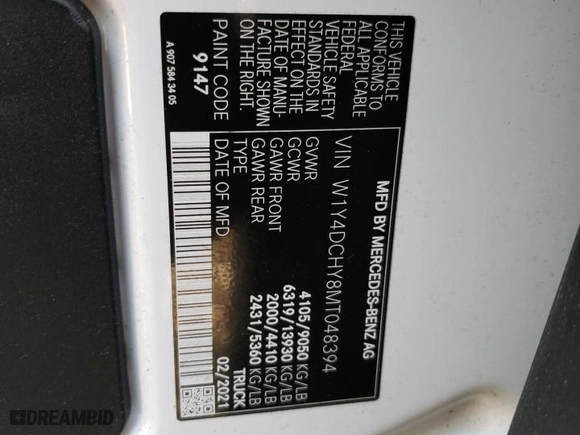 MFD BY MERCEDES-BENZ AG
VIN W1Y4DCHY8MT048394
GVWR 4105/9050 KG/LB
GCWR 6319/13930 KG/LB
GAWR FRONT 2000/4410 KG/LB
GAWR REAR 2431/5360 KG/LB
TYPE TRUCK
DATE OF MFD 02/2021
THIS VEHICLE
CONFORMS TO
ALL APPLICABLE
FEDERAL
VEHICLE SAFETY
STANDARDS IN
EFFECT ON THE
DATE OF MANU-
FACTURE SHOWN
ON THE RIGHT.
PAINT CODE
9147
A 907 584 34 05
DREAMBID